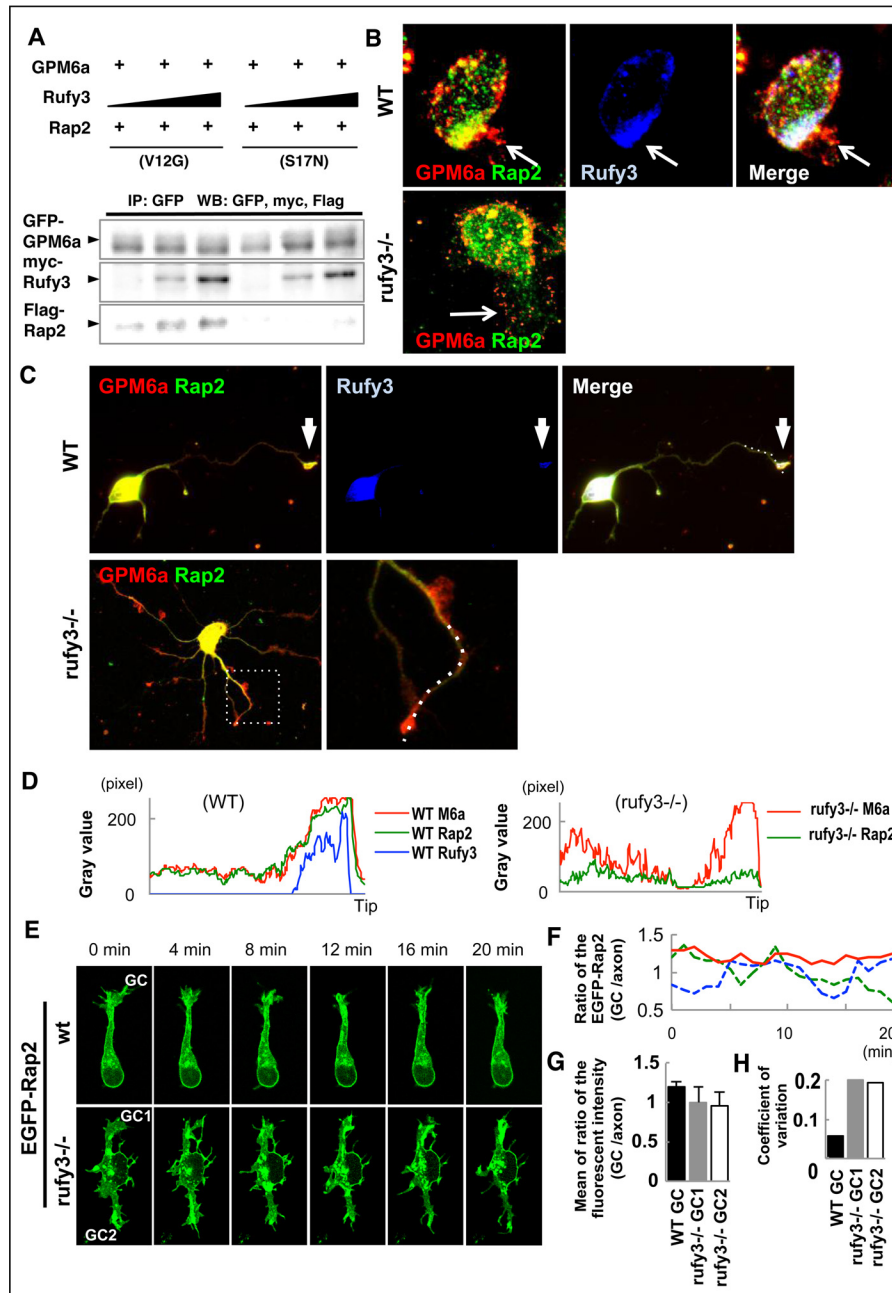 A
GPM6a + + + + + +
Rufy3
Rap2 + + + + + +
(V12G) (S17N)
IP: GFP WB: GFP, myc, Flag
GFP-
GPM6a
myc-
Rufy3
Flag-
Rap2
B
WT
GPM6a Rap2
Rufy3
Merge
rufy3-/-
GPM6a Rap2
C
WT
GPM6a Rap2
Rufy3
Merge
rufy3-/-
GPM6a Rap2
D
(pixel)
(WT)
200
0
Gray value
Tip
WT M6a
WT Rap2
WT Rufy3
(pixel)
(rufy3-/-)
200
0
Gray value
Tip
rufy3-/- M6a
rufy3-/- Rap2
E
0 min 4 min 8 min 12 min 16 min 20 min
EGFP-Rap2
wt
GC
rufy3-/-
GC1
GC2
F
Ratio of the
EGFP-Rap2
(GC /axon)
1.5
1
0.5
0 10 20
(min
G
Mean of ratio of the
fluorescent intensity
(GC /axon)
1.5
1
0.5
0
WT GC
rufy3-/- GC1
rufy3-/- GC2
H
Coefficient of
variation
0.2
0
WT GC
rufy3-/- GC1
rufy3-/- GC2